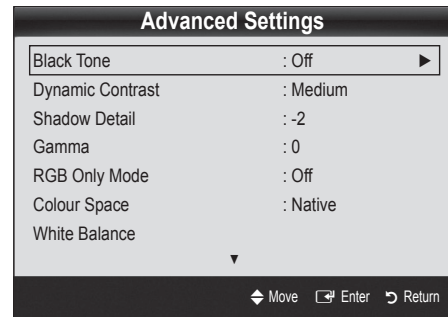 Advanced Settings
Black Tone : Off ►
Dynamic Contrast : Medium
Shadow Detail : -2
Gamma : 0
RGB Only Mode : Off
Colour Space : Native
White Balance
▼
Move Enter Return